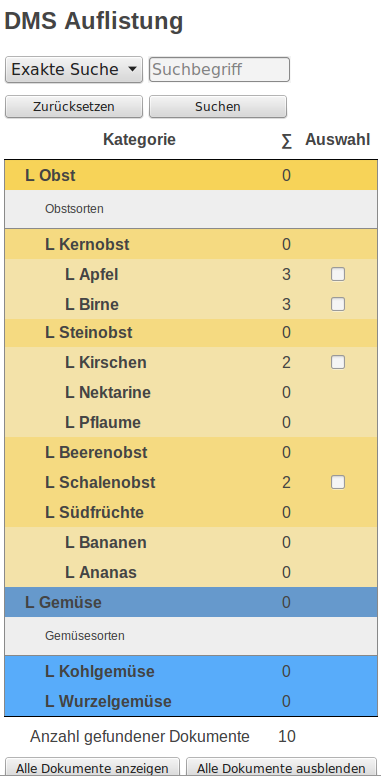 DMS Auflistung
Exakte Suche Suchbegriff
Zurücksetzen Suchen
Kategorie ∑ Auswahl
L Obst 0
Obstsorten
L Kernobst 0
L Apfel 3
L Birne 3
L Steinobst 0
L Kirschen 2
L Nektarine 0
L Pflaume 0
L Beerenobst 0
L Schalenobst 2
L Südfrüchte 0
L Bananen 0
L Ananas 0
L Gemüse 0
Gemüsesorten
L Kohlgemüse 0
L Wurzelgemüse 0
Anzahl gefundener Dokumente 10
Alle Dokumente anzeigen Alle Dokumente ausblenden